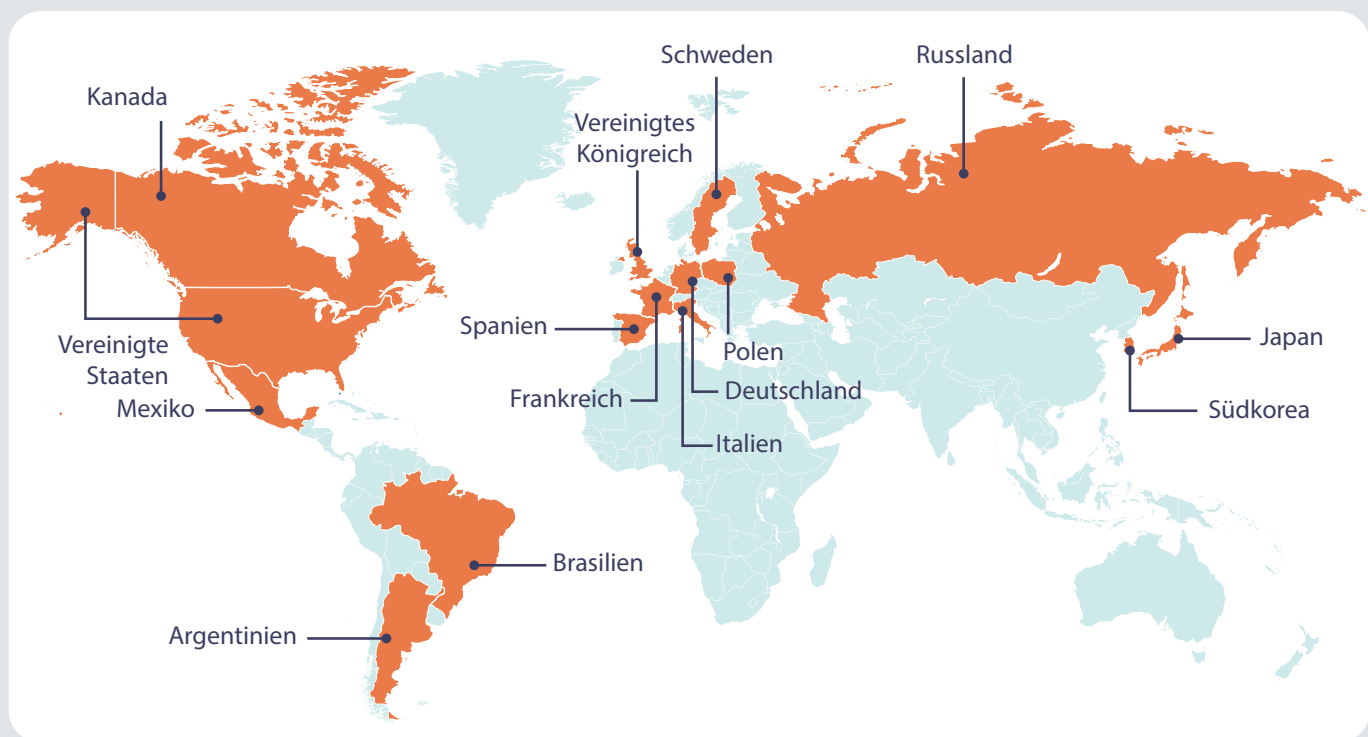 Schweden
Russland
Kanada
Vereinigtes
Königreich
Spanien
Vereinigte
Staaten
Polen
Japan
Frankreich
Deutschland
Mexiko
Südkorea
Italien
Brasilien
Argentinien